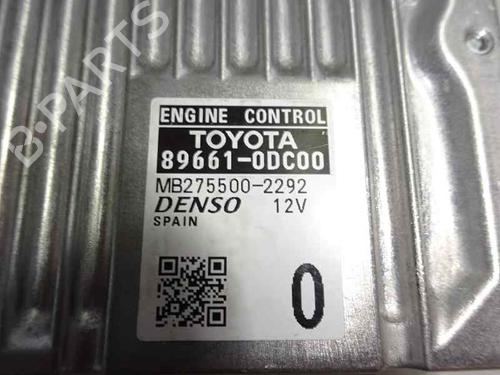 ENGINE CONTROL
TOYOTA
89661-0DC00
MB275500-2292
DENSO 12V
SPAIN
0
B-PARTS